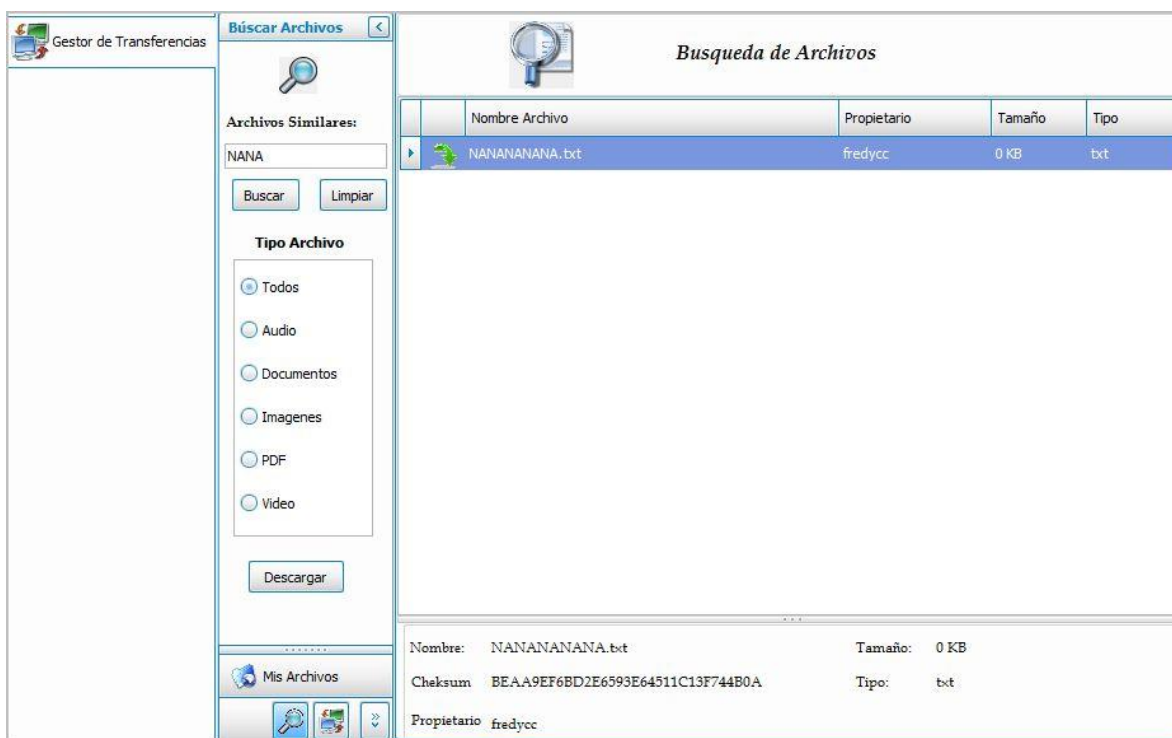 Gestor de Transferencias
Búscar Archivos
Archivos Similares:
NANA
Buscar Limpiar
Tipo Archivo
Todos
Audio
Documentos
Imagenes
PDF
Video
Descargar
Mis Archivos
Busqueda de Archivos
Nombre Archivo Propietario Tamaño Tipo
NANANANANA.txt fredycc 0 KB txt
Nombre: NANANANANA.txt Tamaño: 0 KB
Cheksum BEAA9EF6BD2E6593E64511C13F744B0A Tipo: txt
Propietario fredycc